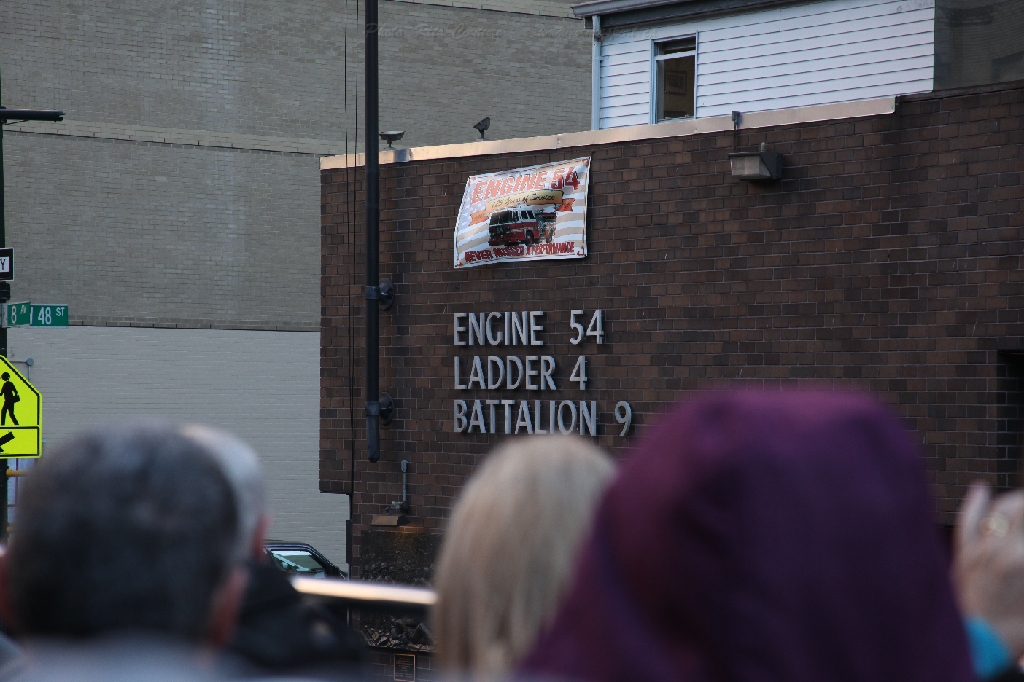 ENGINE 54
NEVER MISSED A PERFORMANCE
ENGINE 54
LADDER 4
BATTALION 9
Y
8 AV
48 ST